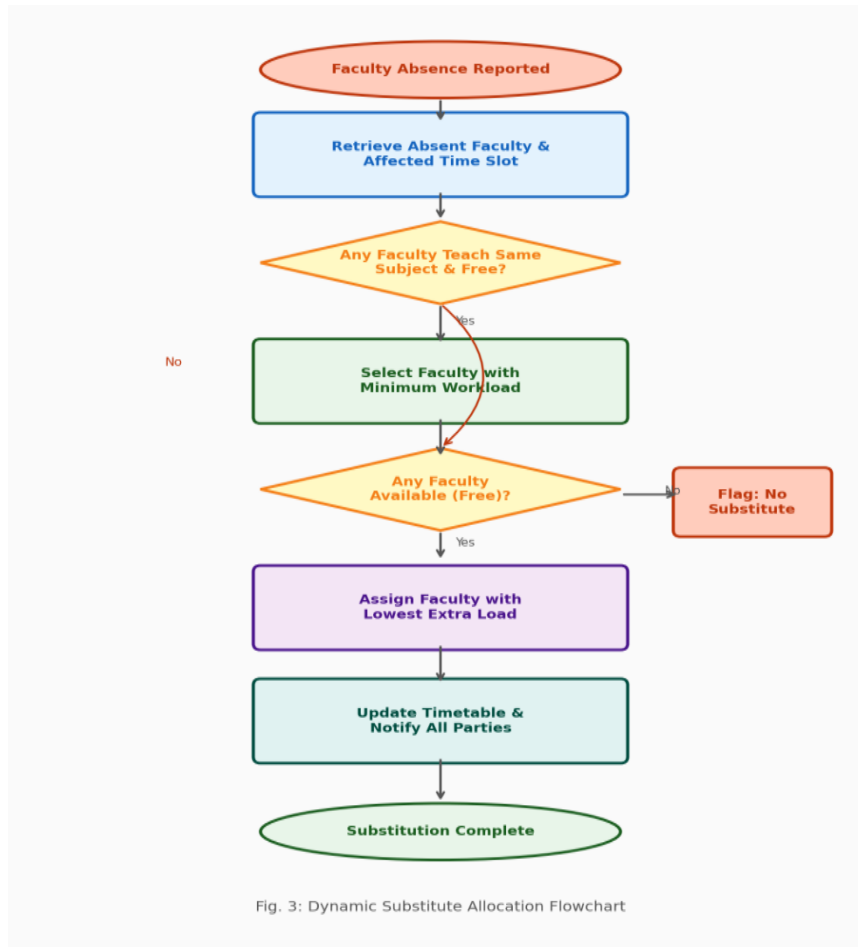 Faculty Absence Reported
Retrieve Absent Faculty &
Affected Time Slot
Any Faculty Teach Same
Subject & Free?
Yes
No
Select Faculty with
Minimum Workload
Any Faculty
Available (Free)?
No
Flag: No
Substitute
Yes
Assign Faculty with
Lowest Extra Load
Update Timetable &
Notify All Parties
Substitution Complete
Fig. 3: Dynamic Substitute Allocation Flowchart